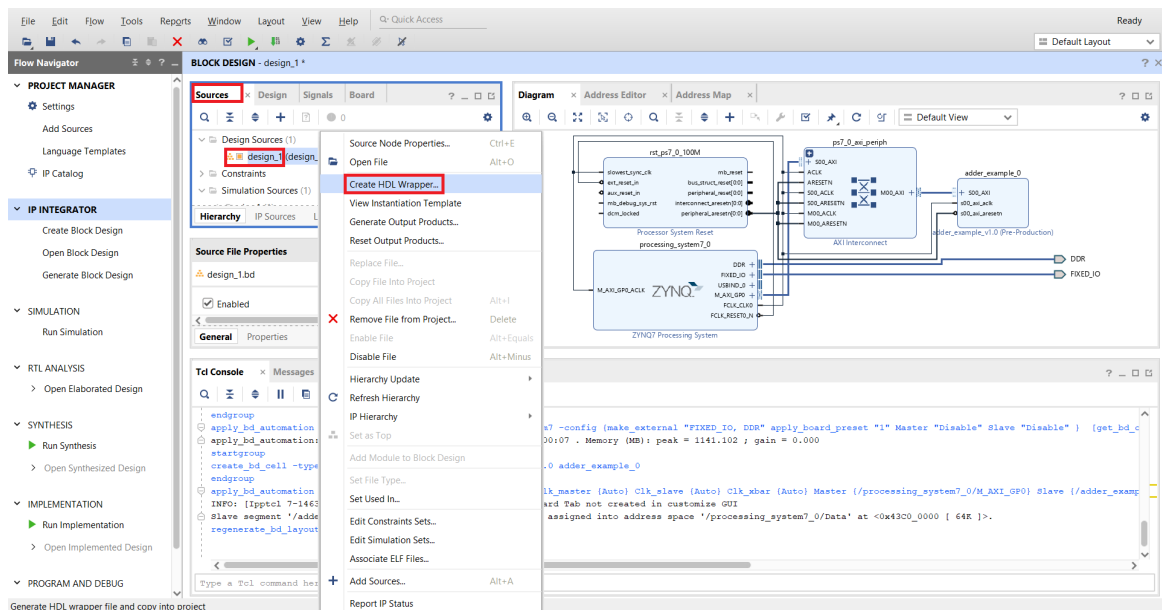 File Edit Flow Tools Reports Window Layout View Help Q- Quick Access Ready
Default Layout
Flow Navigator
BLOCK DESIGN - design_1 *
PROJECT MANAGER
Settings
Add Sources
Language Templates
IP Catalog
IP INTEGRATOR
Create Block Design
Open Block Design
Generate Block Design
SIMULATION
Run Simulation
RTL ANALYSIS
Open Elaborated Design
SYNTHESIS
Run Synthesis
Open Synthesized Design
IMPLEMENTATION
Run Implementation
Open Implemented Design
PROGRAM AND DEBUG
Generate HDL wrapper file and copy into project
Sources Design Signals Board
0
Design Sources (1)
design_1 (design_
Constraints
Simulation Sources (1)
Hierarchy IP Sources L
Source File Properties
design_1.bd
Enabled
General Properties
Source Node Properties... Ctrl+E
Open File Alt+O
Create HDL Wrapper...
View Instantiation Template
Generate Output Products...
Reset Output Products...
Replace File...
Copy File Into Project
Copy All Files Into Project Alt+I
Remove File from Project... Delete
Enable File Alt+Equals
Disable File Alt+Minus
Hierarchy Update
Refresh Hierarchy
IP Hierarchy
Set as Top
Add Module to Block Design
Set File Type...
Set Used In...
Edit Constraints Sets...
Edit Simulation Sets...
Associate ELF Files...
Add Sources... Alt+A
Report IP Status
Diagram Address Editor Address Map
Default View
rst_ps7_0_100M
slowest_sync_clk mb_reset
ext_reset_in bus_struct_reset[0:0]
aux_reset_in peripheral_reset[0:0]
mb_debug_sys_rst interconnect_aresetn[0:0]
dcm_locked peripheral_aresetn[0:0]
Processor System Reset
ps7_0_axi_periph
S00_AXI
ACLK
ARESETN
S00_ACLK M00_AXI
S00_ARESETN
M00_ACLK
M00_ARESETN
AXI Interconnect
adder_example_0
S00_AXI
s00_axi_aclk
s00_axi_aresetn
adder_example_v1.0 (Pre-Production)
processing_system7_0
DDR
FIXED_IO
USBIND_0
M_AXI_GP0_ACLK ZYNQ M_AXI_GP0
FCLK_CLK0
FCLK_RESET0_N
ZYNQ7 Processing System
DDR
FIXED_IO
Tcl Console Messages
endgroup
apply_bd_automation m7 -config {make_external "FIXED_IO, DDR" apply_board_preset "1" Master "Disable" Slave "Disable" } [get_bd_c
apply_bd_automation: 00:07 . Memory (MB): peak = 1141.102 ; gain = 0.000
startgroup
create_bd_cell -type .0 adder_example_0
endgroup
apply_bd_automation lk_master {Auto} Clk_slave {Auto} Clk_xbar {Auto} Master {/processing_system7_0/M_AXI_GP0} Slave {/adder_examp
INFO: [Ipptcl 7-1463 ard Tab not created in customize GUI
Slave segment '/adde assigned into address space '/processing_system7_0/Data' at <0x43C0_0000 [ 64K ]>.
regenerate_bd_layout
Type a Tcl command her